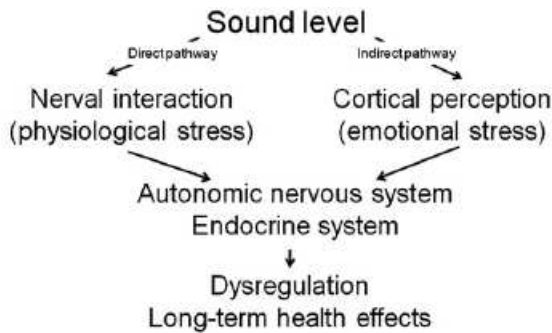 Sound level
Direct pathway
Indirect pathway
Nerval interaction
(physiological stress)
Cortical perception
(emotional stress)
Autonomic nervous system
Endocrine system
Dysregulation
Long-term health effects